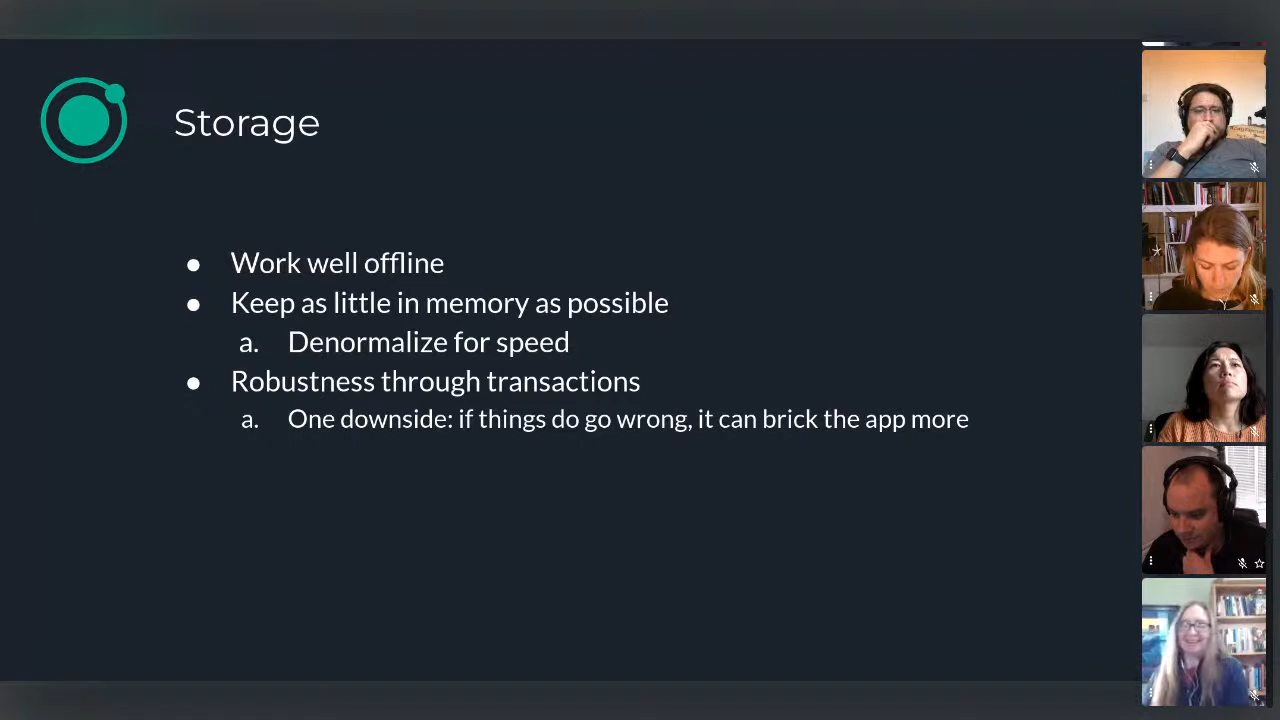 Storage
● Work well offline
● Keep as little in memory as possible
a. Denormalize for speed
● Robustness through transactions
a. One downside: if things do go wrong, it can brick the app more